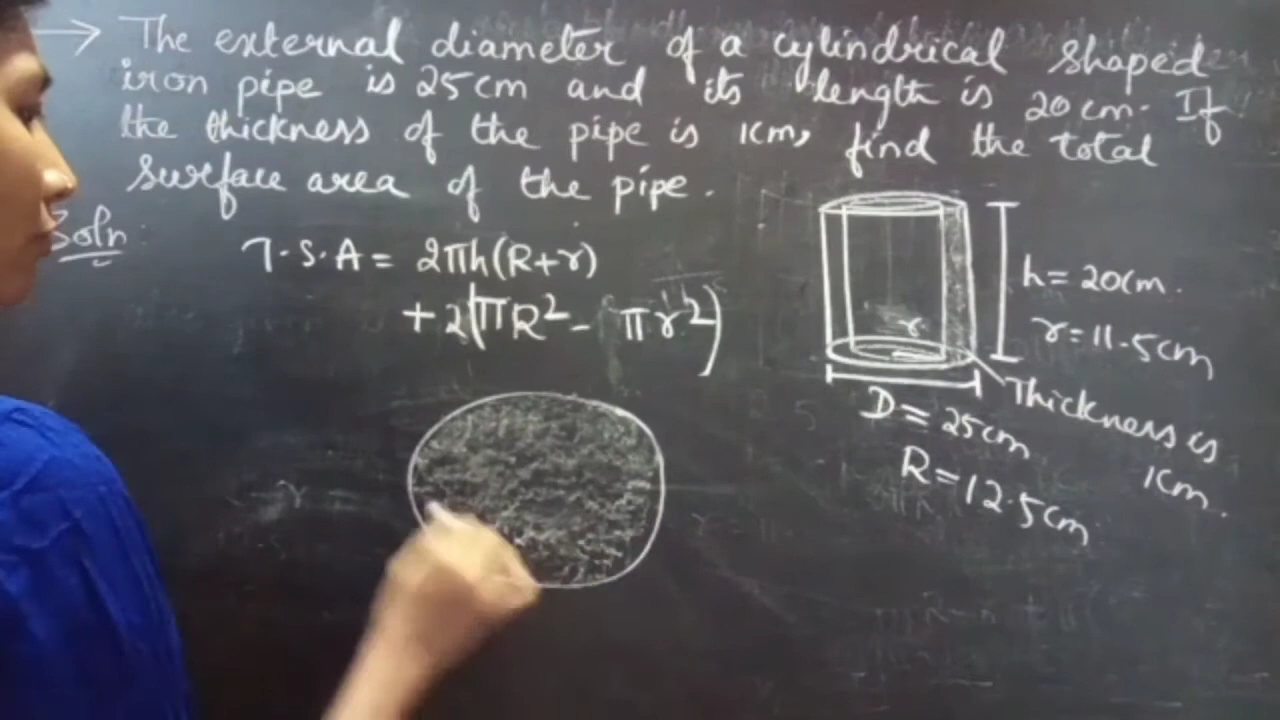 → The external diameter of a cylindrical shaped
iron pipe is 25cm and its length is 20cm. If
the thickness of the pipe is 1cm, find the total
surface area of the pipe.
Soln:
T.S.A = 2πh(R+r)
+ 2(πR² - πr²)
r
h = 20cm.
r = 11.5cm
Thickness is
1cm.
D = 25cm
R = 12.5cm